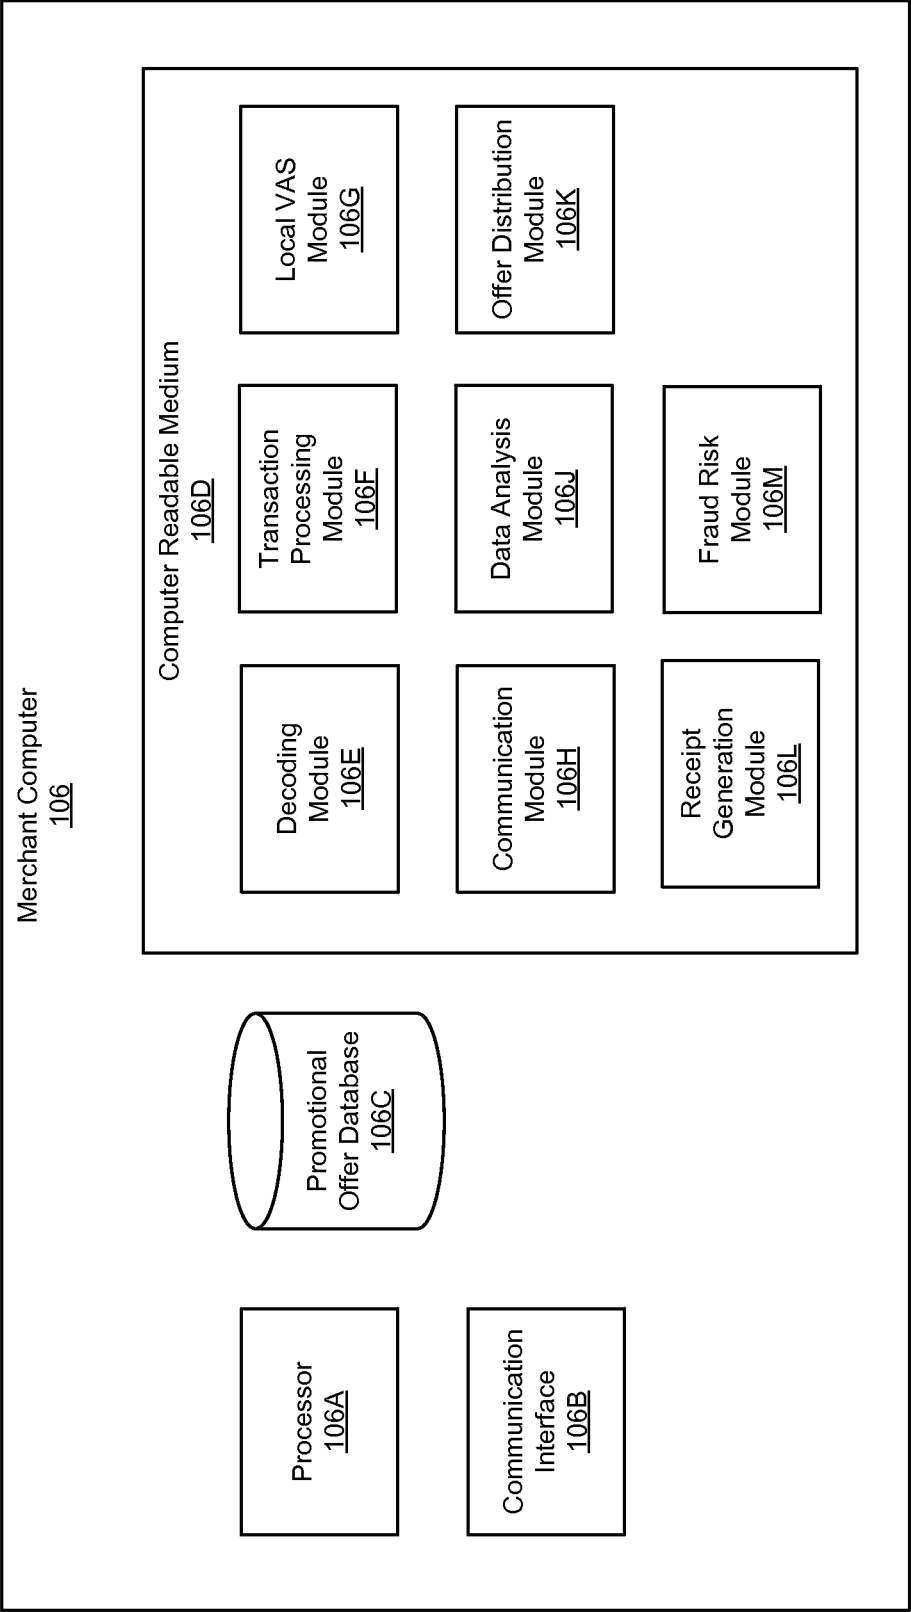 Merchant Computer
106
Processor
106A
Communication
Interface
106B
Promotional
Offer Database
106C
Computer Readable Medium
106D
Decoding
Module
106E
Transaction
Processing
Module
106F
Local VAS
Module
106G
Communication
Module
106H
Data Analysis
Module
106J
Offer Distribution
Module
106K
Receipt
Generation
Module
106L
Fraud Risk
Module
106M